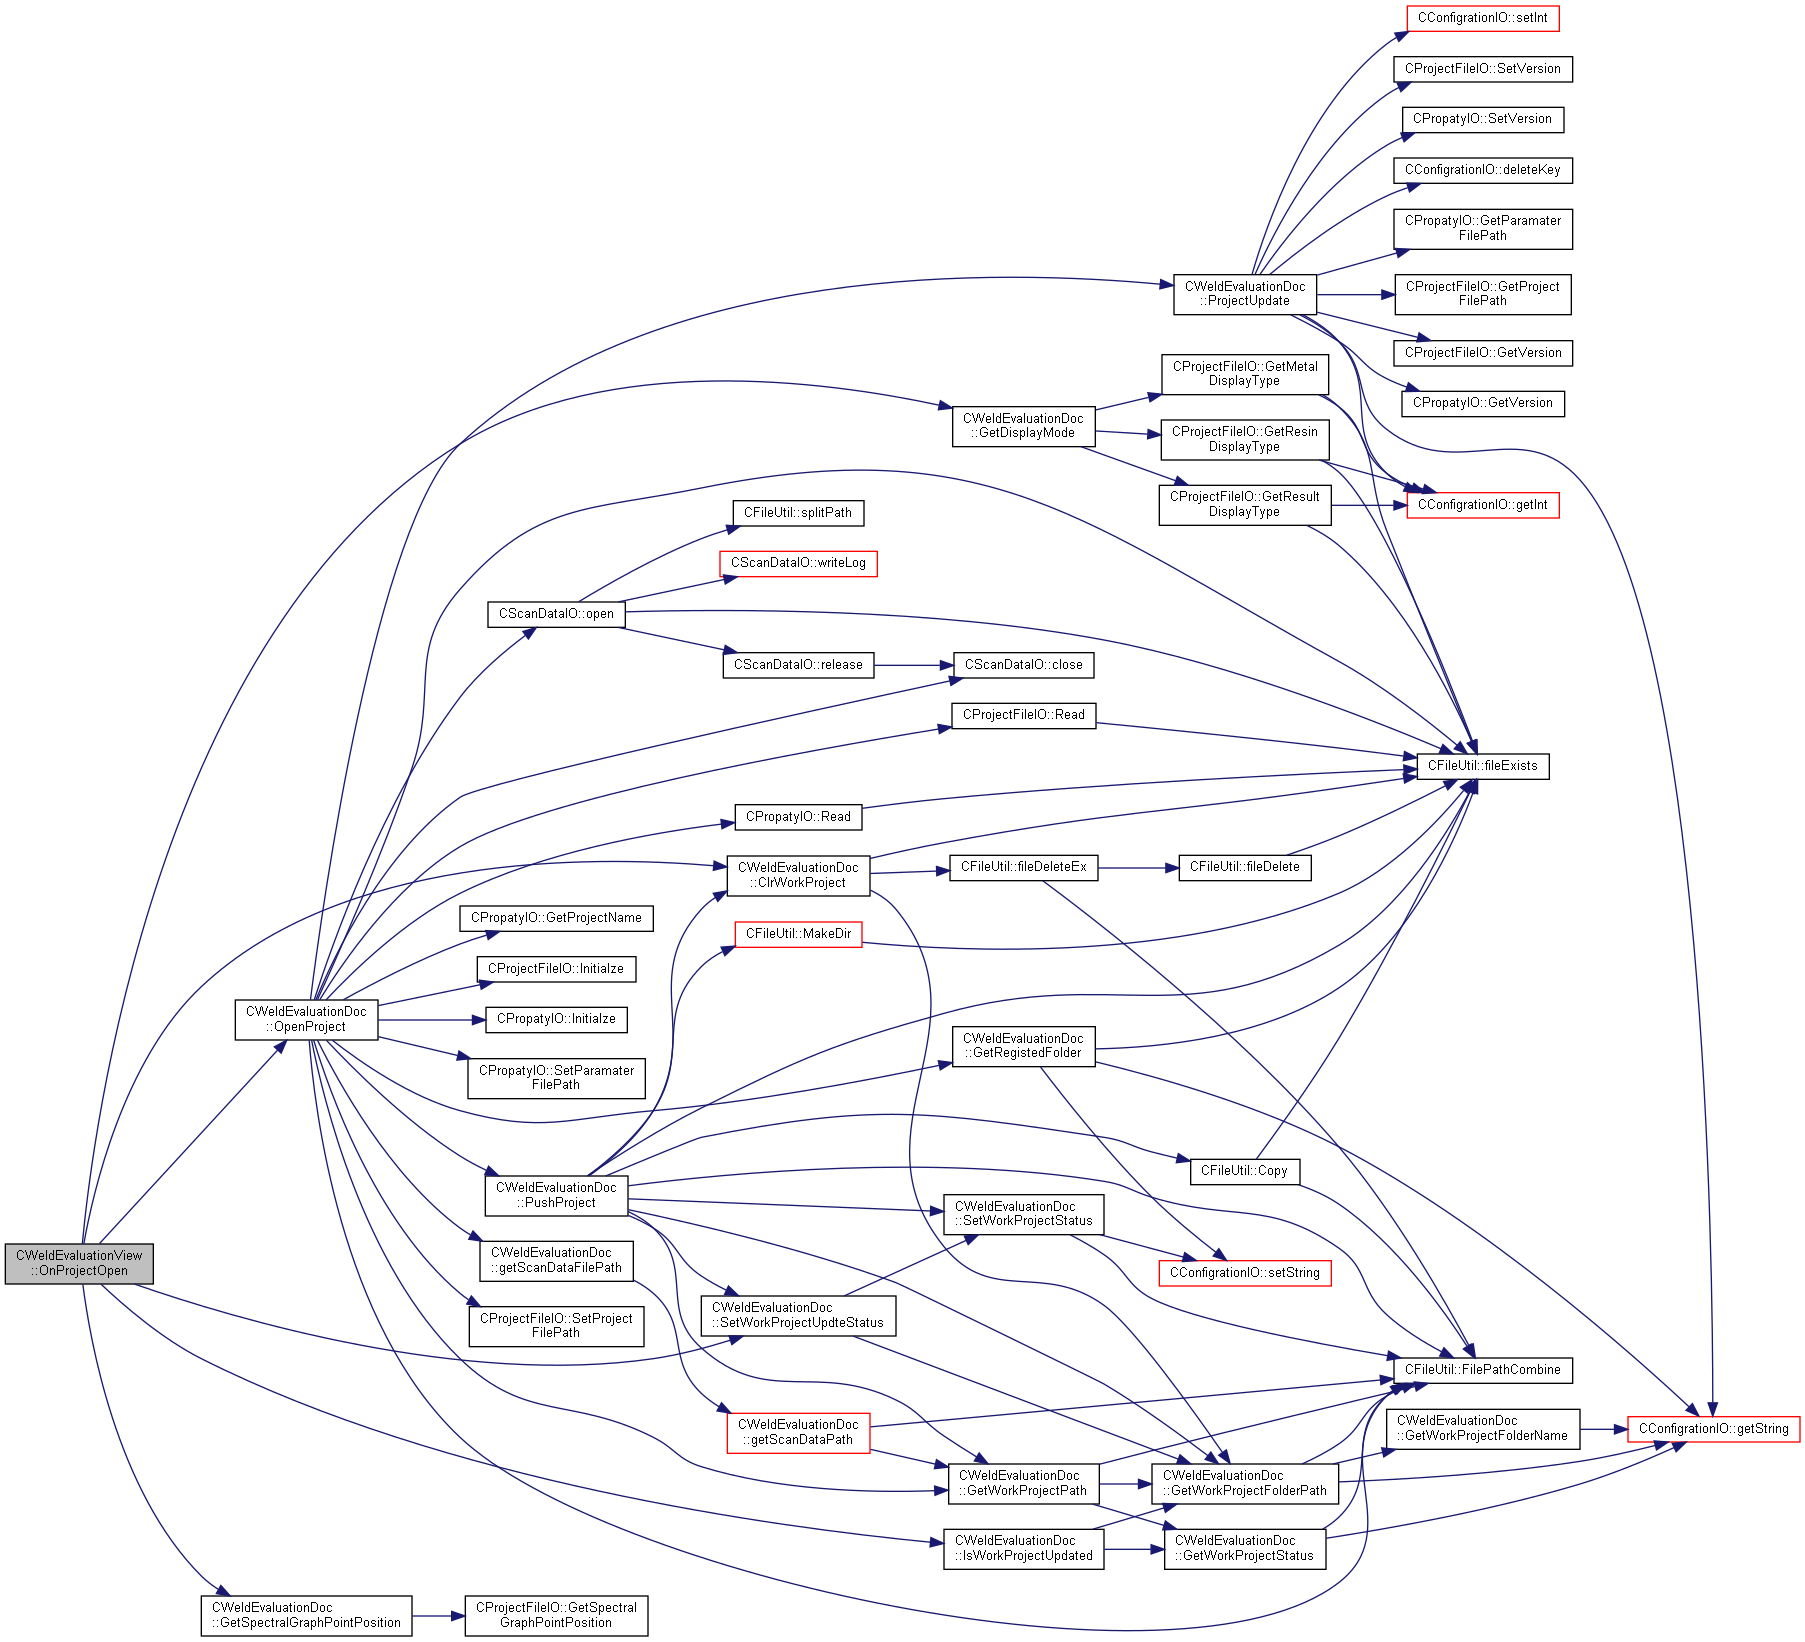 CConfigrationIO::setInt
CProjectFileIO::SetVersion
CPropatyIO::SetVersion
CConfigrationIO::deleteKey
CPropatyIO::GetParamater
FilePath
CWeldEvaluationDoc
::ProjectUpdate
CProjectFileIO::GetProject
FilePath
CProjectFileIO::GetVersion
CPropatyIO::GetVersion
CProjectFileIO::GetMetal
DisplayType
CWeldEvaluationDoc
::GetDisplayMode
CProjectFileIO::GetResin
DisplayType
CProjectFileIO::GetResult
DisplayType
CConfigrationIO::getInt
CFileUtil::splitPath
CScanDataIO::writeLog
CScanDataIO::open
CScanDataIO::release
CScanDataIO::close
CProjectFileIO::Read
CFileUtil::fileExists
CPropatyIO::Read
CWeldEvaluationDoc
::ClrWorkProject
CFileUtil::fileDeleteEx
CFileUtil::fileDelete
CPropatyIO::GetProjectName
CFileUtil::MakeDir
CProjectFileIO::Initialze
CWeldEvaluationDoc
::OpenProject
CPropatyIO::Initialze
CWeldEvaluationDoc
::GetRegistedFolder
CPropatyIO::SetParamater
FilePath
CFileUtil::Copy
CWeldEvaluationDoc
::PushProject
CWeldEvaluationDoc
::SetWorkProjectStatus
CWeldEvaluationView
::OnProjectOpen
CWeldEvaluationDoc
::getScanDataFilePath
CConfigrationIO::setString
CWeldEvaluationDoc
::SetWorkProjectUpdteStatus
CProjectFileIO::SetProject
FilePath
CFileUtil::FilePathCombine
CWeldEvaluationDoc
::getScanDataPath
CWeldEvaluationDoc
::GetWorkProjectFolderName
CConfigrationIO::getString
CWeldEvaluationDoc
::GetWorkProjectPath
CWeldEvaluationDoc
::GetWorkProjectFolderPath
CWeldEvaluationDoc
::IsWorkProjectUpdated
CWeldEvaluationDoc
::GetWorkProjectStatus
CWeldEvaluationDoc
::GetSpectralGraphPointPosition
CProjectFileIO::GetSpectral
GraphPointPosition